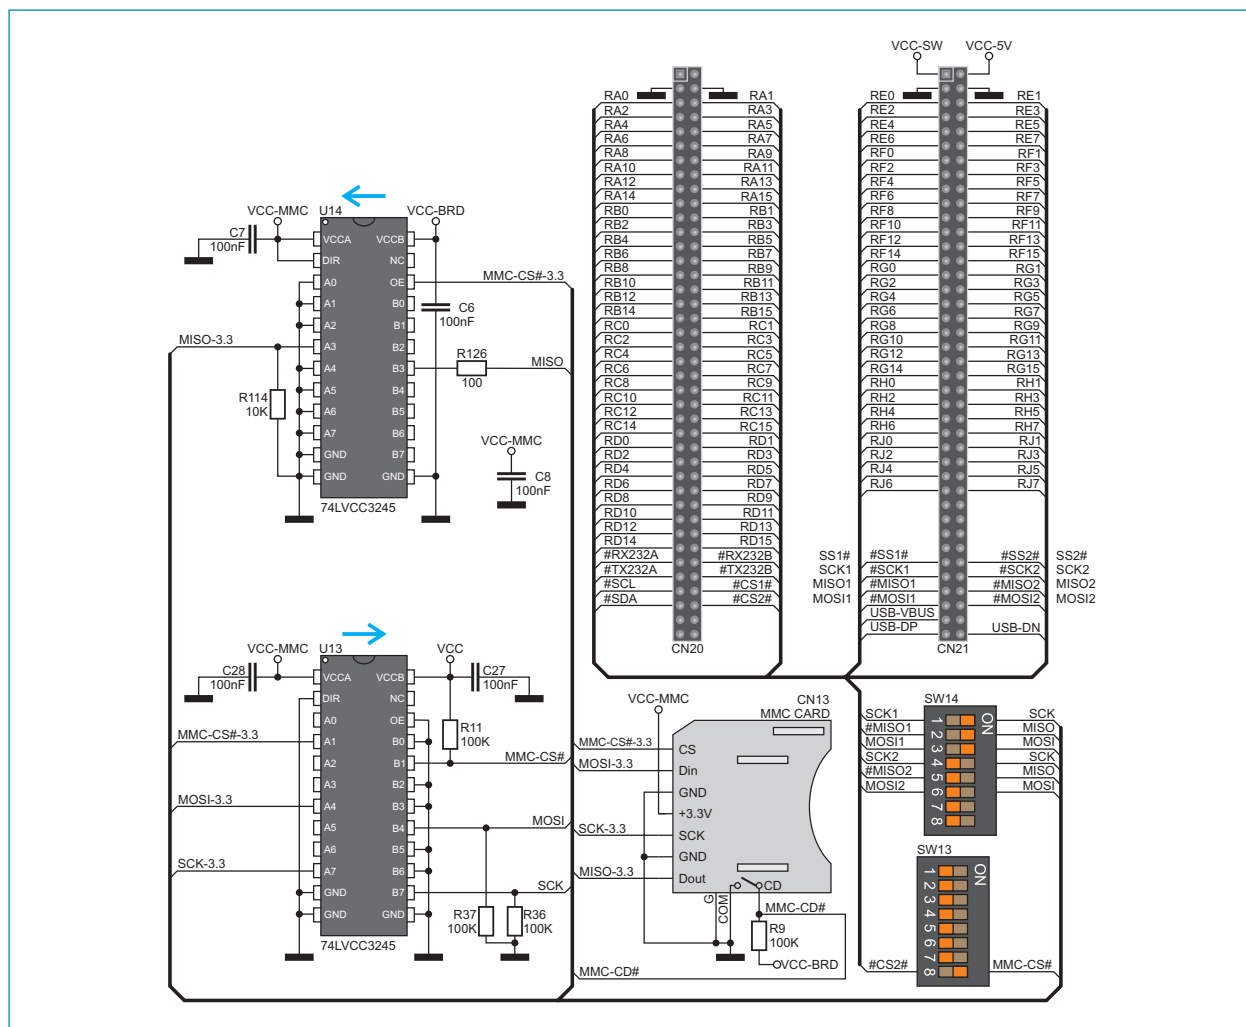 VCC-SW VCC-5V
RA0 RA1 RE0 RE1
RA2 RA3 RE2 RE3
RA4 RA5 RE4 RE5
RA6 RA7 RE6 RE7
RA8 RA9 RF0 RF1
RA10 RA11 RF2 RF3
RA12 RA13 RF4 RF5
RA14 RA15 RF6 RF7
RB0 RB1 RF8 RF9
RB2 RB3 RF10 RF11
RB4 RB5 RF12 RF13
RB6 RB7 RF14 RF15
RB8 RB9 RG0 RG1
RB10 RB11 RG2 RG3
RB12 RB13 RG4 RG5
RB14 RB15 RG6 RG7
RC0 RC1 RG8 RG9
RC2 RC3 RG10 RG11
RC4 RC5 RG12 RG13
RC6 RC7 RG14 RG15
RC8 RC9 RH0 RH1
RC10 RC11 RH2 RH3
RC12 RC13 RH4 RH5
RC14 RC15 RH6 RH7
RD0 RD1 RJ0 RJ1
RD2 RD3 RJ2 RJ3
RD4 RD5 RJ4 RJ5
RD6 RD7 RJ6 RJ7
RD8 RD9
RD10 RD11
RD12 RD13
RD14 RD15
#RX232A #RX232B SS1# #SS1# #SS2# SS2#
#TX232A #TX232B SCK1 #SCK1 #SCK2 SCK2
#SCL #CS1# MISO1 #MISO1 #MISO2 MISO2
#SDA #CS2# MOSI1 #MOSI1 #MOSI2 MOSI2
USB-VBUS
USB-DP USB-DN
CN20 CN21
VCC-MMC U14 VCC-BRD
C7
100nF
VCCA VCCB
DIR NC
A0 OE MMC-CS#-3.3
A1 B0 C6
100nF
A2 B1
MISO-3.3 A3 B2
R126
A4 B3 MISO
100
A5 B4
R114
10K
A6 B5
A7 B6
GND B7
GND GND
74LVCC3245
VCC-MMC
C8
100nF
VCC-MMC U13 VCC
C28
100nF
C27
100nF
VCCA VCCB
DIR NC
A0 OE
R11
100K
MMC-CS#-3.3 A1 B0
A2 B1 MMC-CS#
A3 B2
MOSI-3.3 A4 B3
A5 B4 MOSI
A6 B5
SCK-3.3 A7 B6
GND B7 SCK
GND GND
R37
100K
R36
100K
74LVCC3245
VCC-MMC
CN13
MMC CARD
MMC-CS#-3.3 CS
MOSI-3.3 Din
GND
+3.3V
SCK-3.3 SCK
GND
MISO-3.3 Dout
G COM CD
MMC-CD#
R9
100K
VCC-BRD
MMC-CD#
SW14
ON
SCK1 1 SCK
#MISO1 2 MISO
MOSI1 3 MOSI
SCK2 4 SCK
#MISO2 5 MISO
MOSI2 6 MOSI
7
8
SW13
ON
1
2
3
4
5
6
7
#CS2# 8 MMC-CS#